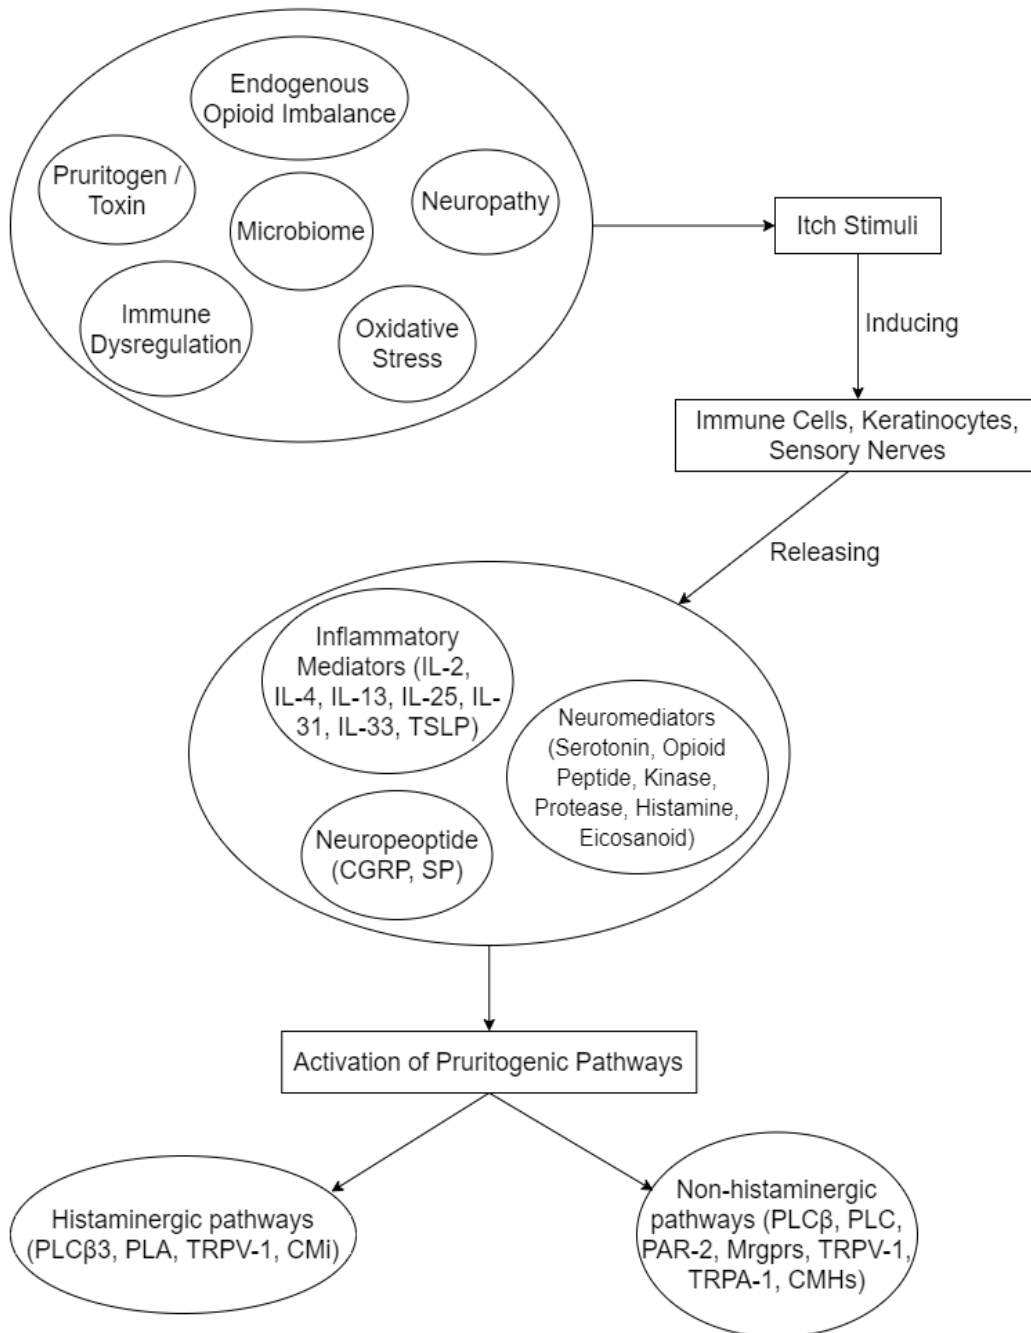 Endogenous
Opioid Imbalance
Pruritogen /
Toxin
Microbiome
Neuropathy
Immune
Dysregulation
Oxidative
Stress
Itch Stimuli
Inducing
Immune Cells, Keratinocytes,
Sensory Nerves
Releasing
Inflammatory
Mediators (IL-2,
IL-4, IL-13, IL-25, IL-
31, IL-33, TSLP)
Neuromediators
(Serotonin, Opioid
Peptide, Kinase,
Protease, Histamine,
Eicosanoid)
Neuropeoptide
(CGRP, SP)
Activation of Pruritogenic Pathways
Histaminergic pathways
(PLCβ3, PLA, TRPV-1, CMi)
Non-histaminergic
pathways (PLCβ, PLC,
PAR-2, Mrgprs, TRPV-1,
TRPA-1, CMHs)